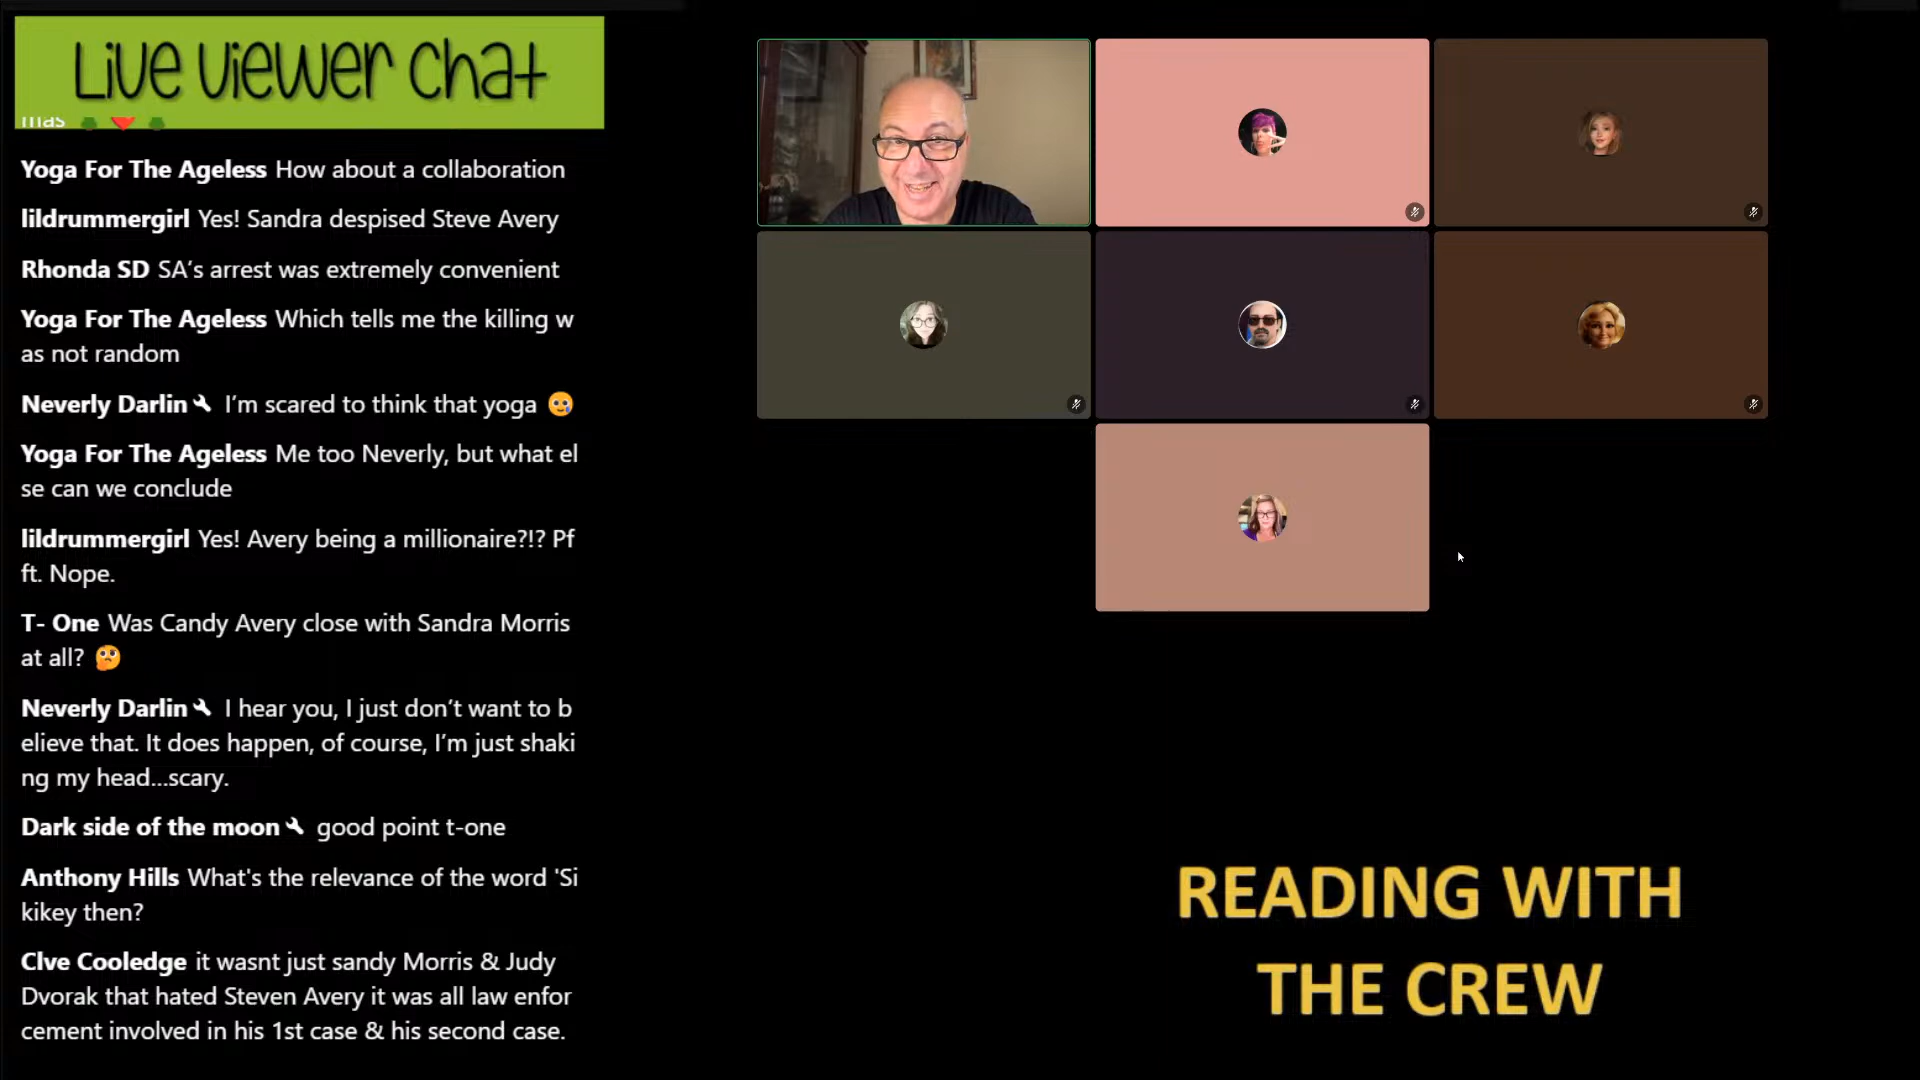 Live Viewer Chat
mas
Yoga For The Ageless How about a collaboration
lildrummergirl Yes! Sandra despised Steve Avery
Rhonda SD SA’s arrest was extremely convenient
Yoga For The Ageless Which tells me the killing w
as not random
Neverly Darlin I’m scared to think that yoga
Yoga For The Ageless Me too Neverly, but what el
se can we conclude
lildrummergirl Yes! Avery being a millionaire?!? Pf
ft. Nope.
T- One Was Candy Avery close with Sandra Morris
at all?
Neverly Darlin I hear you, I just don’t want to b
elieve that. It does happen, of course, I’m just shaki
ng my head...scary.
Dark side of the moon good point t-one
Anthony Hills What's the relevance of the word 'Si
kikey then?
Clve Cooledge it wasnt just sandy Morris & Judy
Dvorak that hated Steven Avery it was all law enfor
cement involved in his 1st case & his second case.
READING WITH
THE CREW